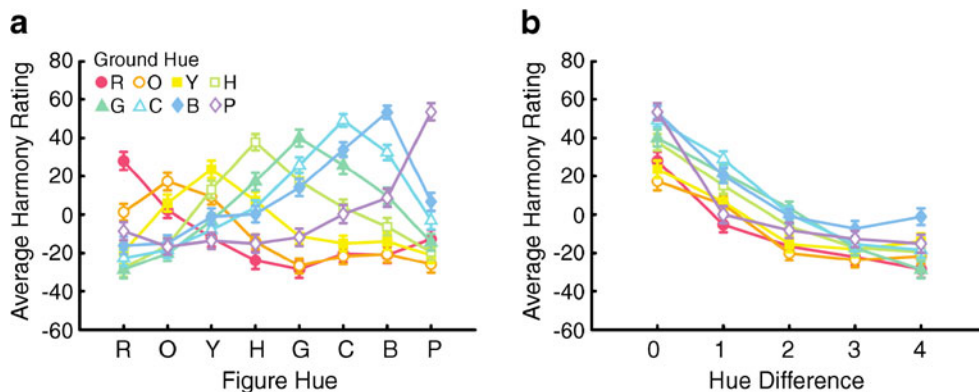 a
Average Harmony Rating
80
60
40
20
0
-20
-40
-60
Ground Hue
R O Y H
G C B P
R O Y H G C B P
Figure Hue
b
Average Harmony Rating
80
60
40
20
0
-20
-40
-60
0 1 2 3 4
Hue Difference